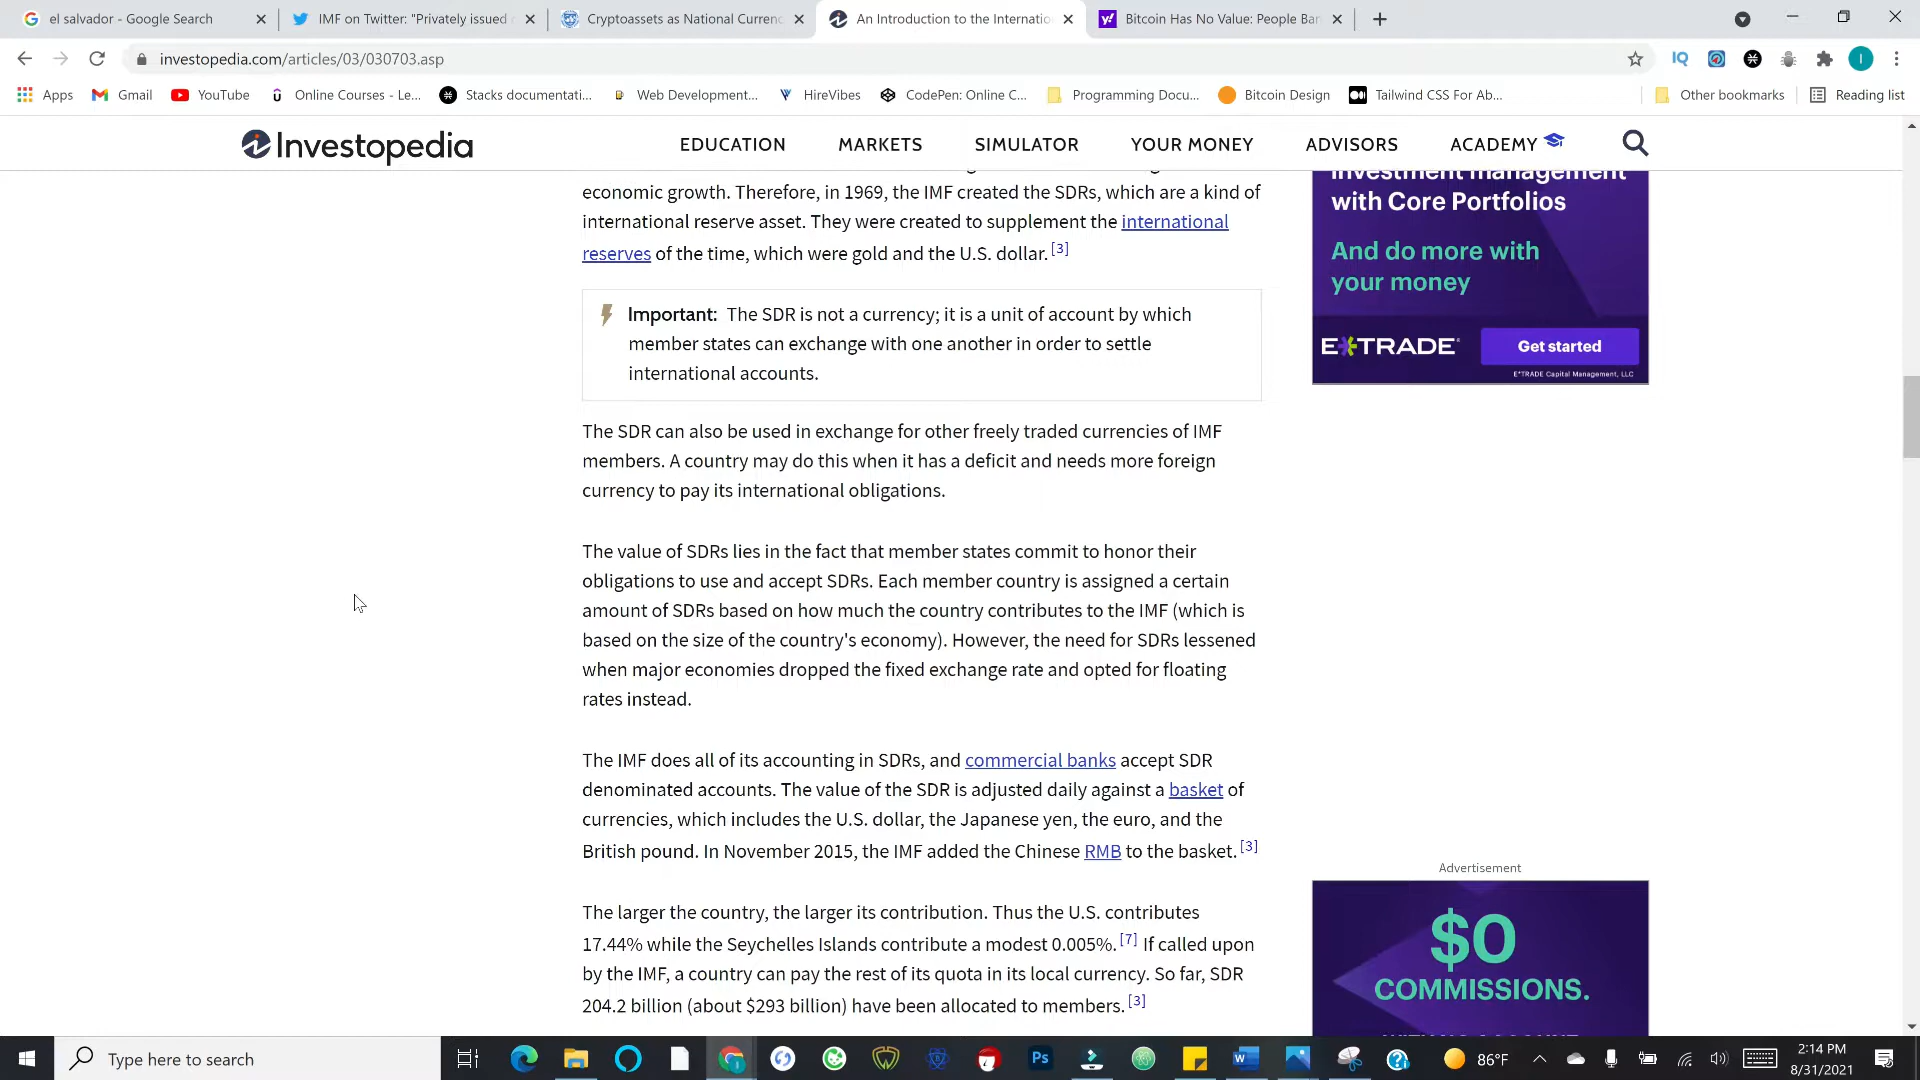 el salvador - Google Search
IMF on Twitter: "Privately issued
Cryptoassets as National Currenc
An Introduction to the Internatio
Bitcoin Has No Value: People Ban
investopedia.com/articles/03/030703.asp
IQ
I
Apps
Gmail
YouTube
Online Courses - Le...
Stacks documentati...
Web Development...
HireVibes
CodePen: Online C...
Programming Docu...
Bitcoin Design
Tailwind CSS For Ab...
Other bookmarks
Reading list
Investopedia
EDUCATION
MARKETS
SIMULATOR
YOUR MONEY
ADVISORS
ACADEMY
economic growth. Therefore, in 1969, the IMF created the SDRs, which are a kind of
international reserve asset. They were created to supplement the international
reserves of the time, which were gold and the U.S. dollar. [3]
Important: The SDR is not a currency; it is a unit of account by which
member states can exchange with one another in order to settle
international accounts.
The SDR can also be used in exchange for other freely traded currencies of IMF
members. A country may do this when it has a deficit and needs more foreign
currency to pay its international obligations.
The value of SDRs lies in the fact that member states commit to honor their
obligations to use and accept SDRs. Each member country is assigned a certain
amount of SDRs based on how much the country contributes to the IMF (which is
based on the size of the country's economy). However, the need for SDRs lessened
when major economies dropped the fixed exchange rate and opted for floating
rates instead.
The IMF does all of its accounting in SDRs, and commercial banks accept SDR
denominated accounts. The value of the SDR is adjusted daily against a basket of
currencies, which includes the U.S. dollar, the Japanese yen, the euro, and the
British pound. In November 2015, the IMF added the Chinese RMB to the basket. [3]
The larger the country, the larger its contribution. Thus the U.S. contributes
17.44% while the Seychelles Islands contribute a modest 0.005%. [7] If called upon
by the IMF, a country can pay the rest of its quota in its local currency. So far, SDR
204.2 billion (about $293 billion) have been allocated to members. [3]
investment management
with Core Portfolios
And do more with
your money
E*TRADE
Get started
E*TRADE Capital Management, LLC
Advertisement
$0
COMMISSIONS.
Type here to search
Ps
W
86°F
2:14 PM
8/31/2021